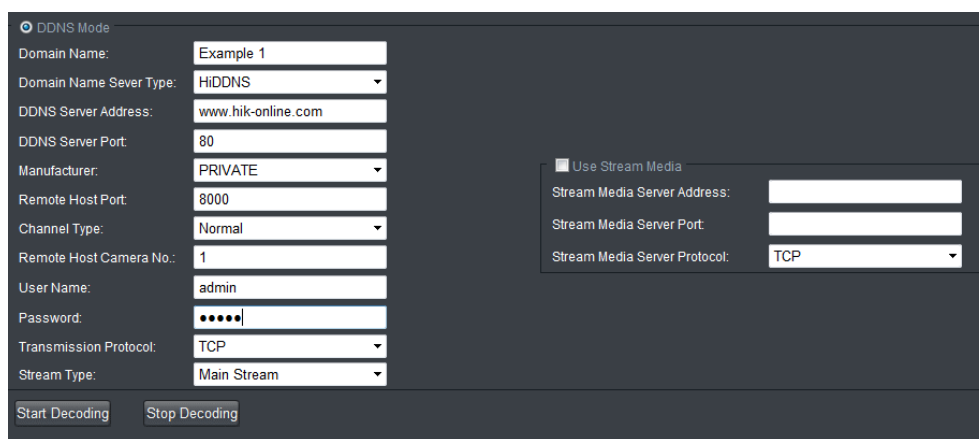 DDNS Mode
Domain Name: Example 1
Domain Name Sever Type: HiDDNS
DDNS Server Address: www.hik-online.com
DDNS Server Port: 80
Manufacturer: PRIVATE
Remote Host Port: 8000
Channel Type: Normal
Remote Host Camera No.: 1
User Name: admin
Password: •••••
Transmission Protocol: TCP
Stream Type: Main Stream
Use Stream Media
Stream Media Server Address:
Stream Media Server Port:
Stream Media Server Protocol: TCP
Start Decoding Stop Decoding